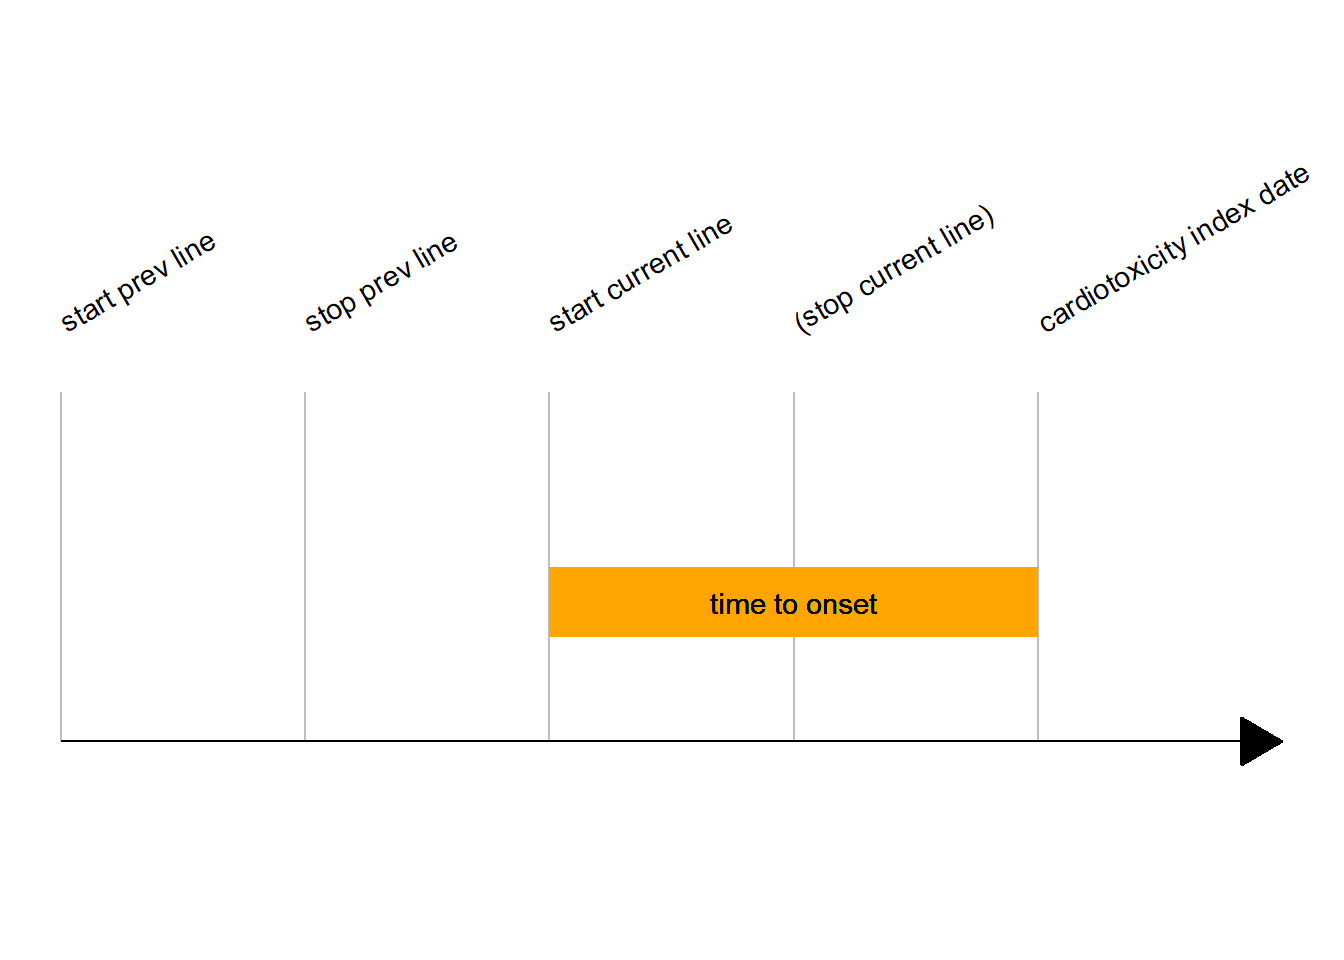 start prev line
stop prev line
start current line
(stop current line)
cardiotoxicity index date
time to onset